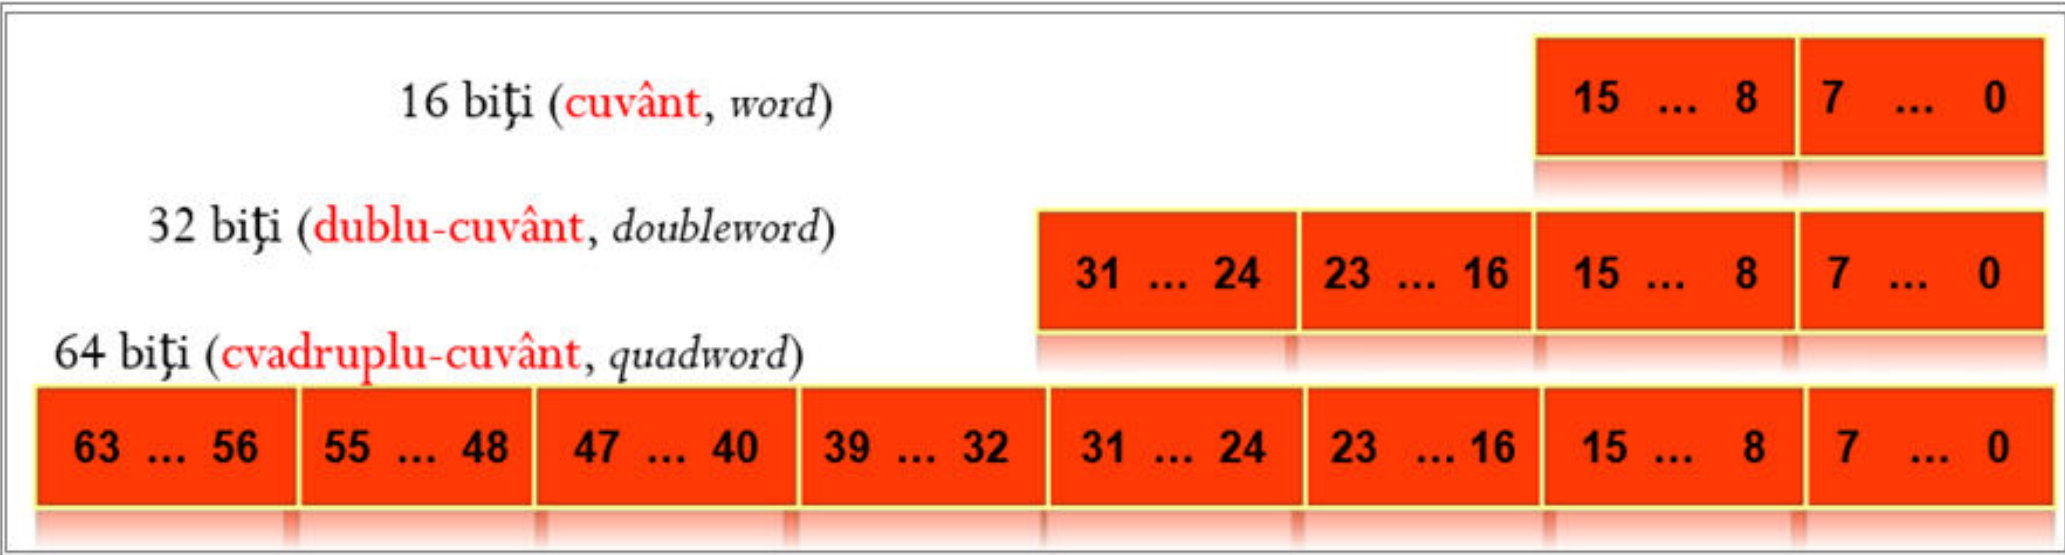 16 biţi (cuvânt, word)
15 ... 8 7 ... 0
32 biţi (dublu-cuvânt, doubleword)
31 ... 24 23 ... 16 15 ... 8 7 ... 0
64 biţi (cvadruplu-cuvânt, quadword)
63 ... 56 55 ... 48 47 ... 40 39 ... 32 31 ... 24 23 ... 16 15 ... 8 7 ... 0